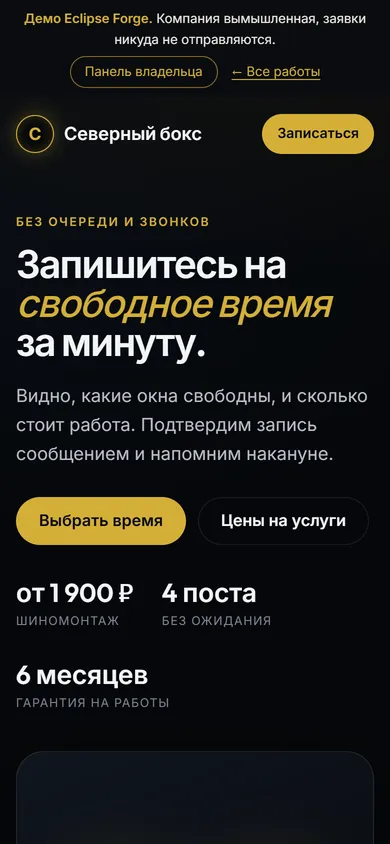 Демо Eclipse Forge. Компания вымышленная, заявки
никуда не отправляются.
Панель владельца
← Все работы
С
Северный бокс
Записаться
БЕЗ ОЧЕРЕДИ И ЗВОНКОВ
Запишитесь на
свободное время
за минуту.
Видно, какие окна свободны, и сколько
стоит работа. Подтвердим запись
сообщением и напомним накануне.
Выбрать время
Цены на услуги
от 1 900 ₽
ШИНОМОНТАЖ
4 поста
БЕЗ ОЖИДАНИЯ
6 месяцев
ГАРАНТИЯ НА РАБОТЫ